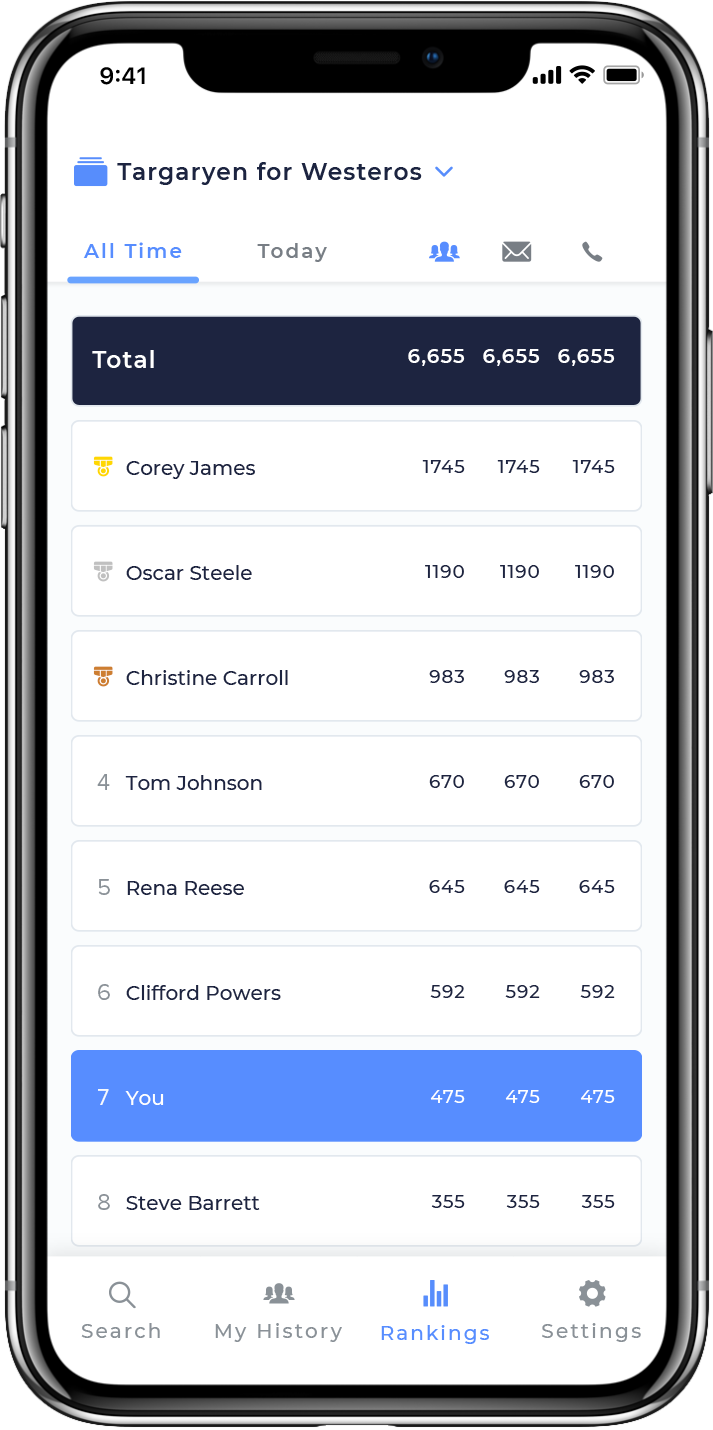 9:41
Targaryen for Westeros
All Time Today
Total 6,655 6,655 6,655
Corey James 1745 1745 1745
Oscar Steele 1190 1190 1190
Christine Carroll 983 983 983
4 Tom Johnson 670 670 670
5 Rena Reese 645 645 645
6 Clifford Powers 592 592 592
7 You 475 475 475
8 Steve Barrett 355 355 355
Search My History Rankings Settings